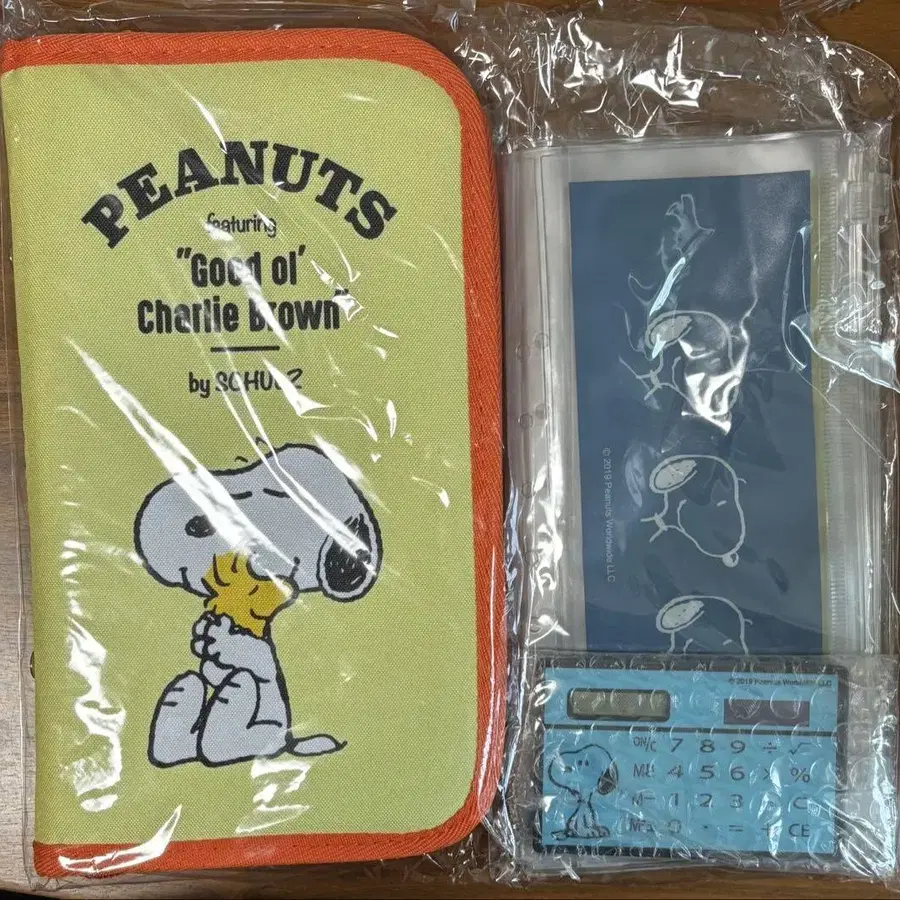 PEANUTS
featuring
"Good ol'
Charlie Brown"
by SCHULZ
© 2019 Peanuts Worldwide LLC
© 2019 Peanuts Worldwide LLC
7 8 9 ÷ √
4 5 6 × %
M− 1 2 3 − C
0 · = + CE